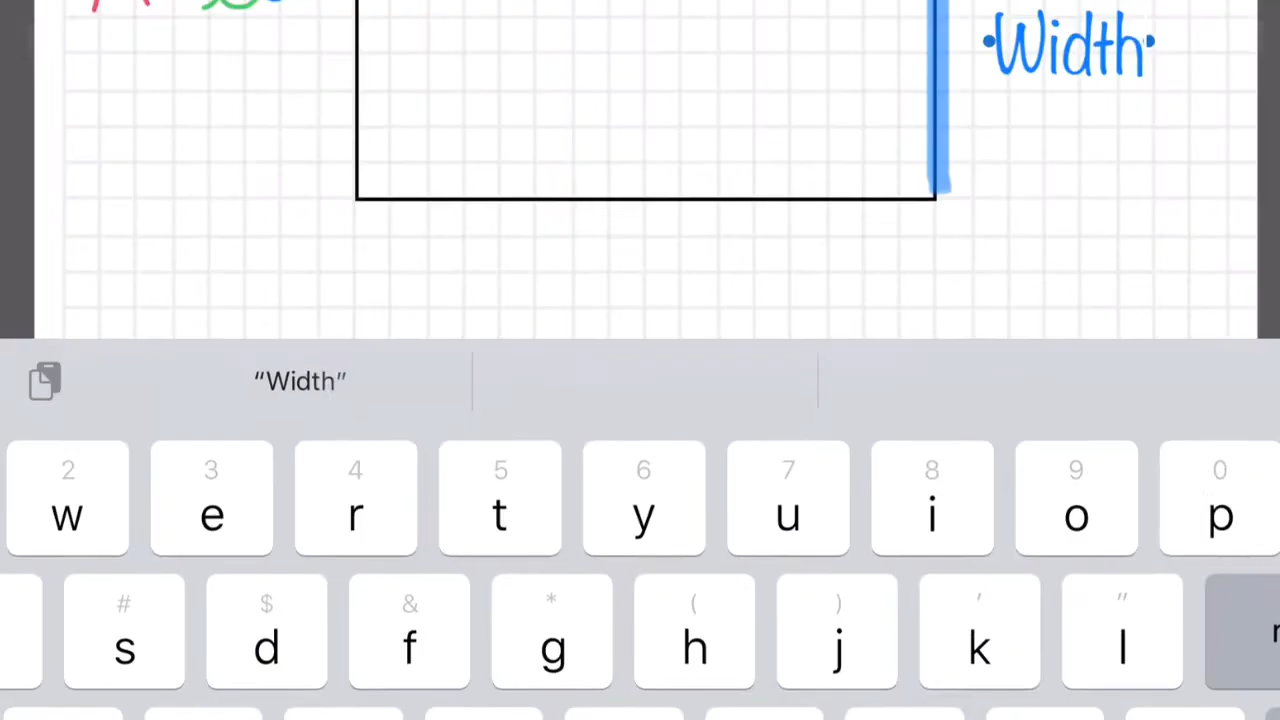 Width
“Width”
2 3 4 5 6 7 8 9 0
w e r t y u i o p
# $ & * ( ) ' "
s d f g h j k l